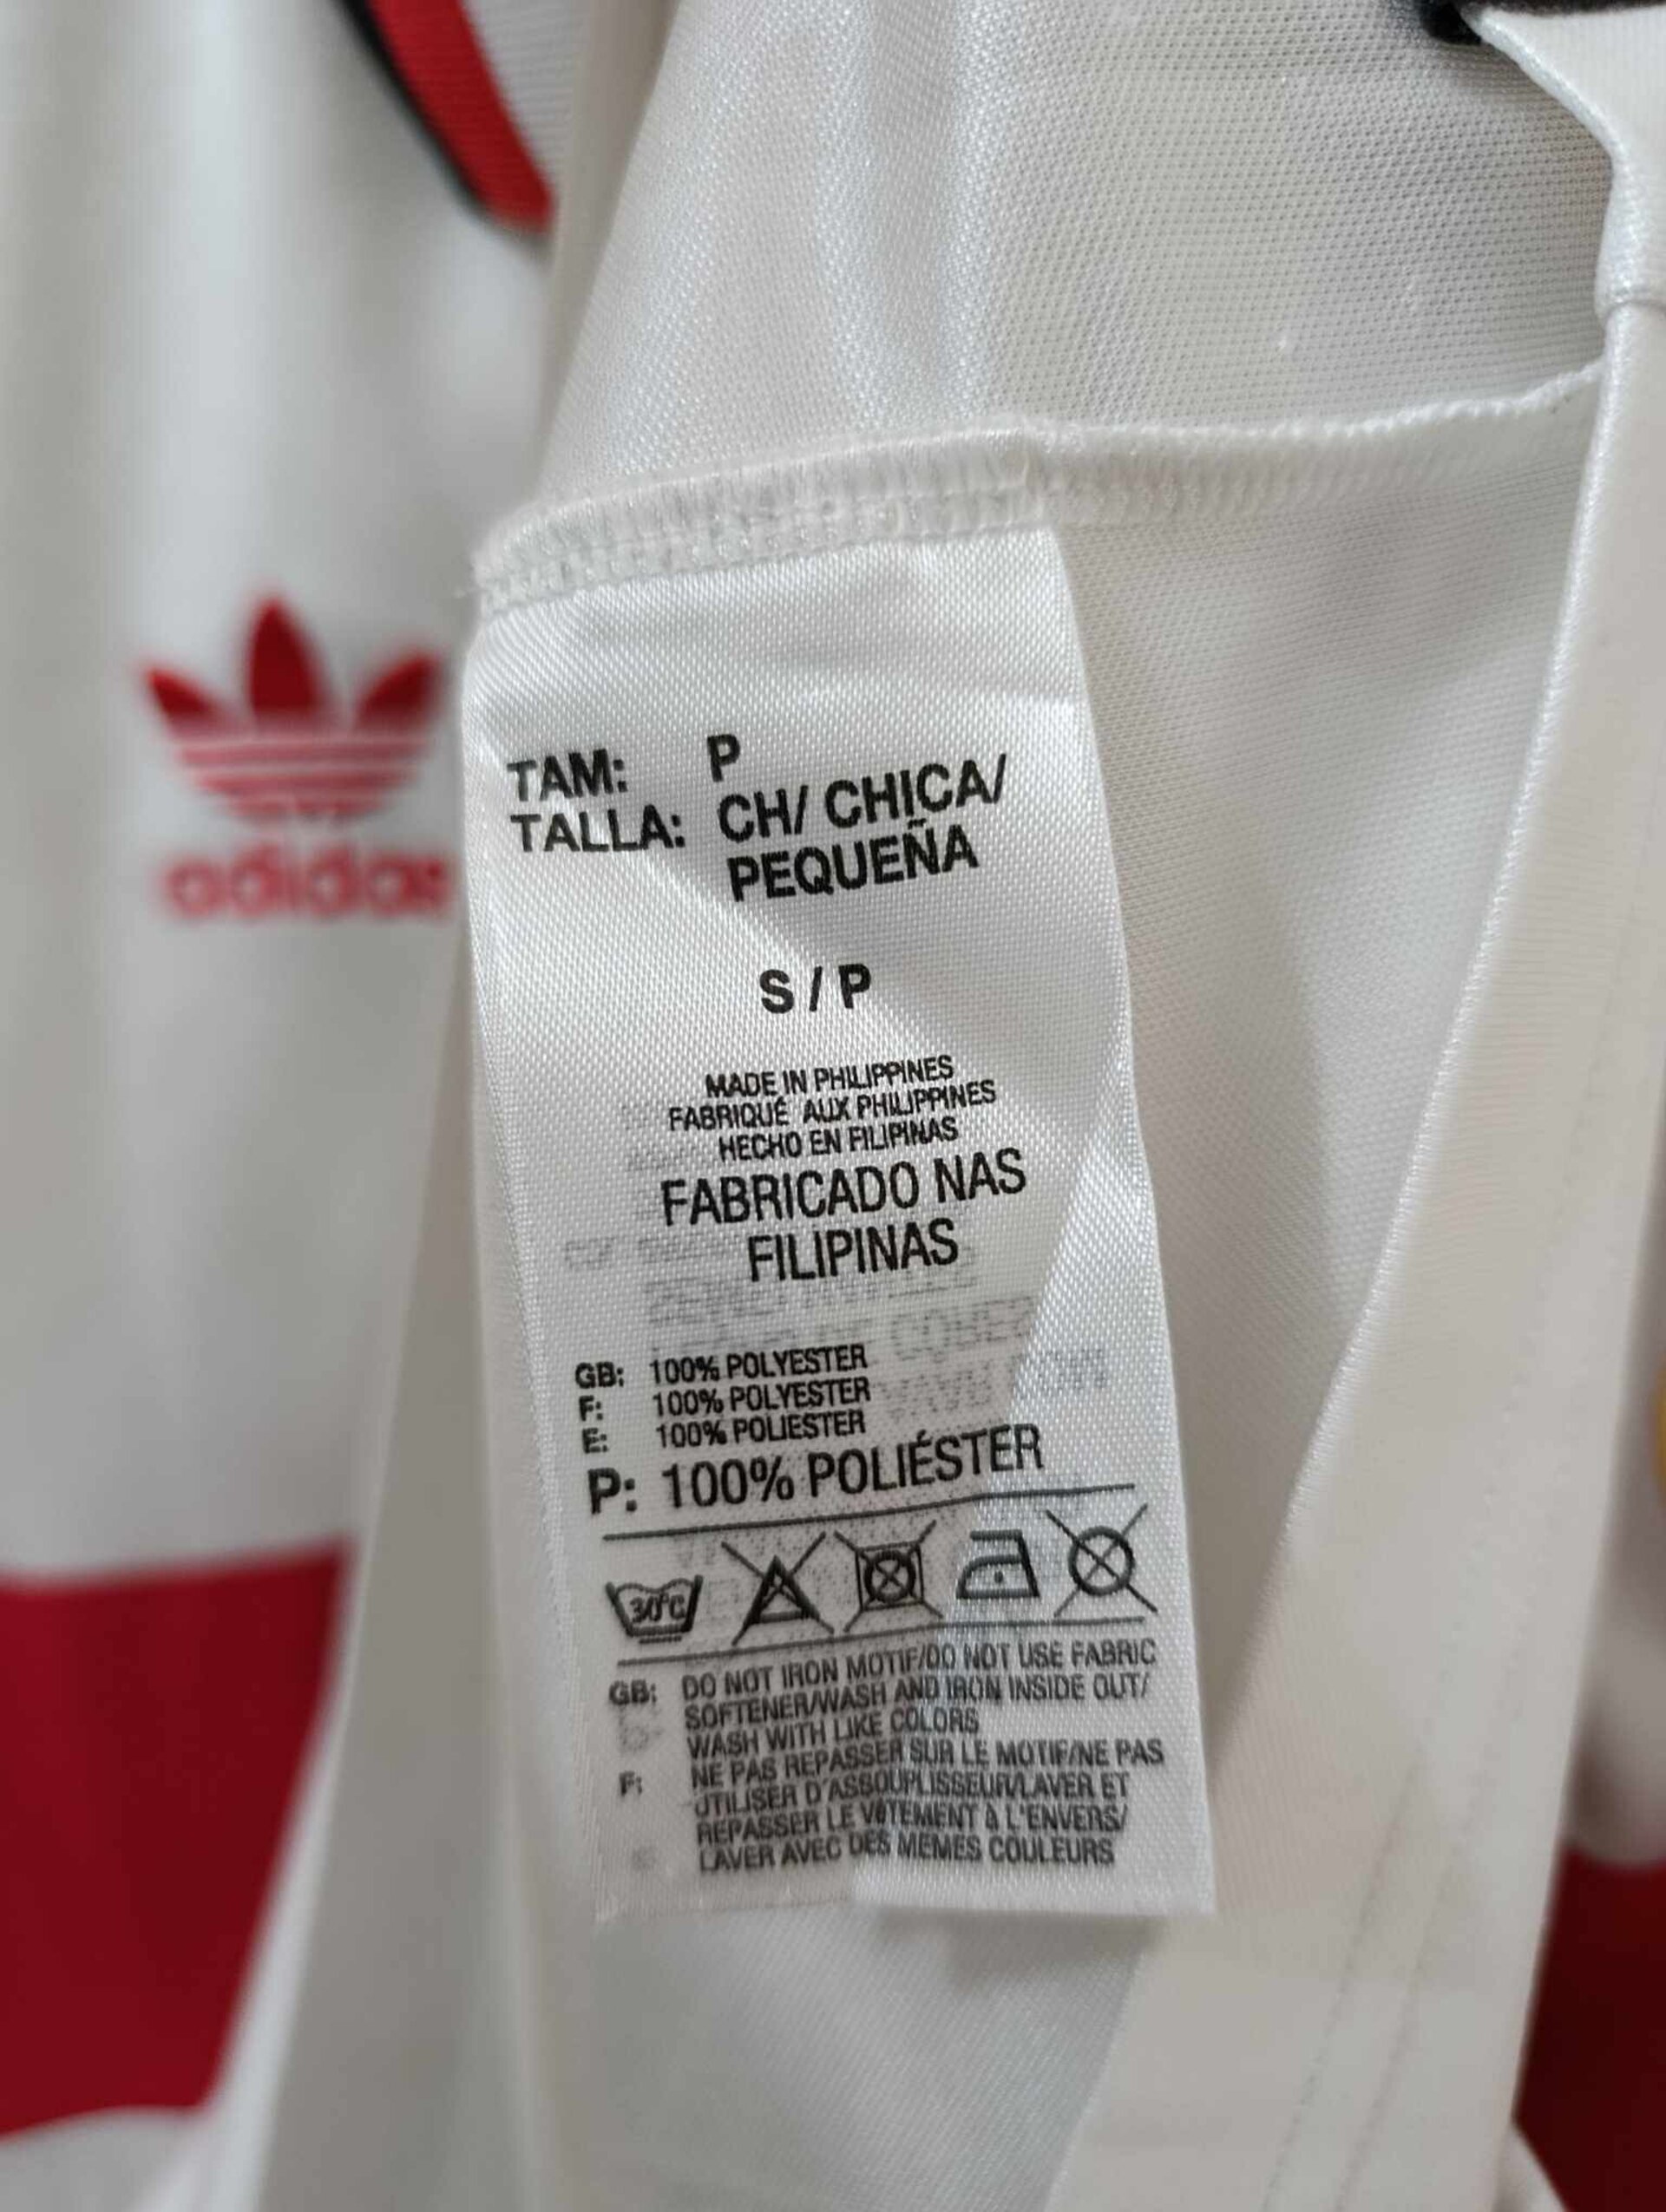 adidas
TAM: P
TALLA: CH/ CHICA/
PEQUEÑA
S / P
MADE IN PHILIPPINES
FABRIQUÉ AUX PHILIPPINES
HECHO EN FILIPINAS
FABRICADO NAS
FILIPINAS
GB: 100% POLYESTER
F: 100% POLYESTER
E: 100% POLIESTER
P: 100% POLIÉSTER
30°C
GB: DO NOT IRON MOTIF/DO NOT USE FABRIC
SOFTENER/WASH AND IRON INSIDE OUT/
WASH WITH LIKE COLORS
F: NE PAS REPASSER SUR LE MOTIF/NE PAS
UTILISER D'ASSOUPLISSEUR/LAVER ET
REPASSER LE VÊTEMENT À L'ENVERS/
LAVER AVEC DES MEMES COULEURS